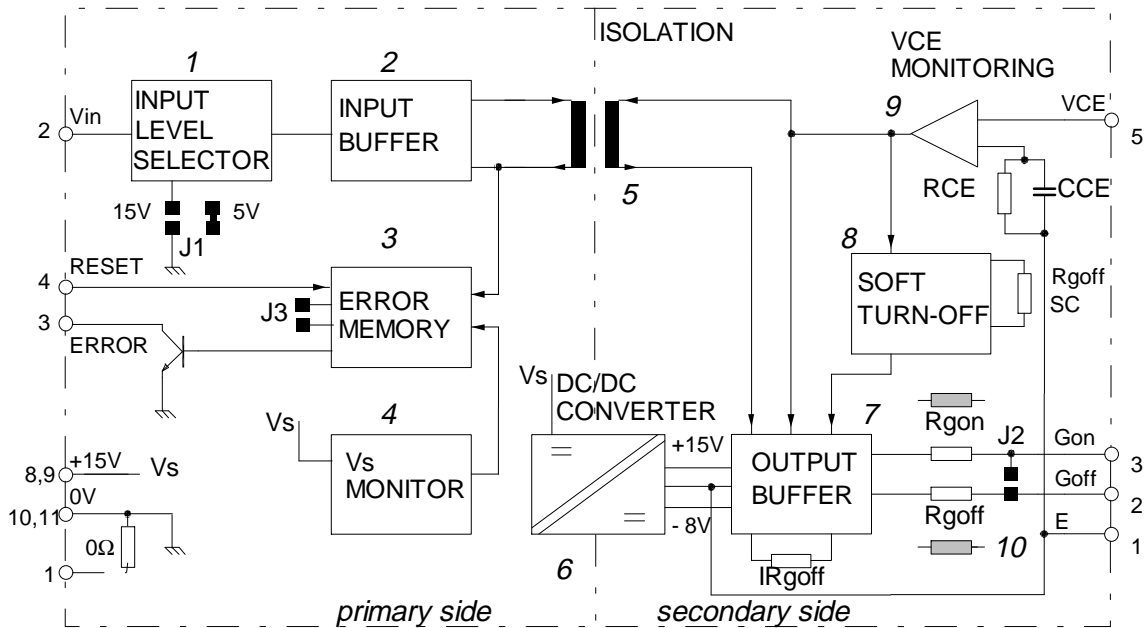 ISOLATION
VCE
MONITORING
1
2
9
VCE
5
2
Vin
INPUT
LEVEL
SELECTOR
INPUT
BUFFER
RCE
CCE
5
15V
5V
J1
3
8
4
RESET
ERROR
MEMORY
J3
SOFT
TURN-OFF
Rgoff
SC
3
ERROR
Vs
DC/DC
CONVERTER
4
7
Rgon
J2
Gon
3
Vs
Vs
MONITOR
+15V
OUTPUT
BUFFER
Goff
2
8,9
+15V
Vs
0V
10,11
- 8V
Rgoff
E
1
0Ω
6
IRgoff
10
1
primary side
secondary side